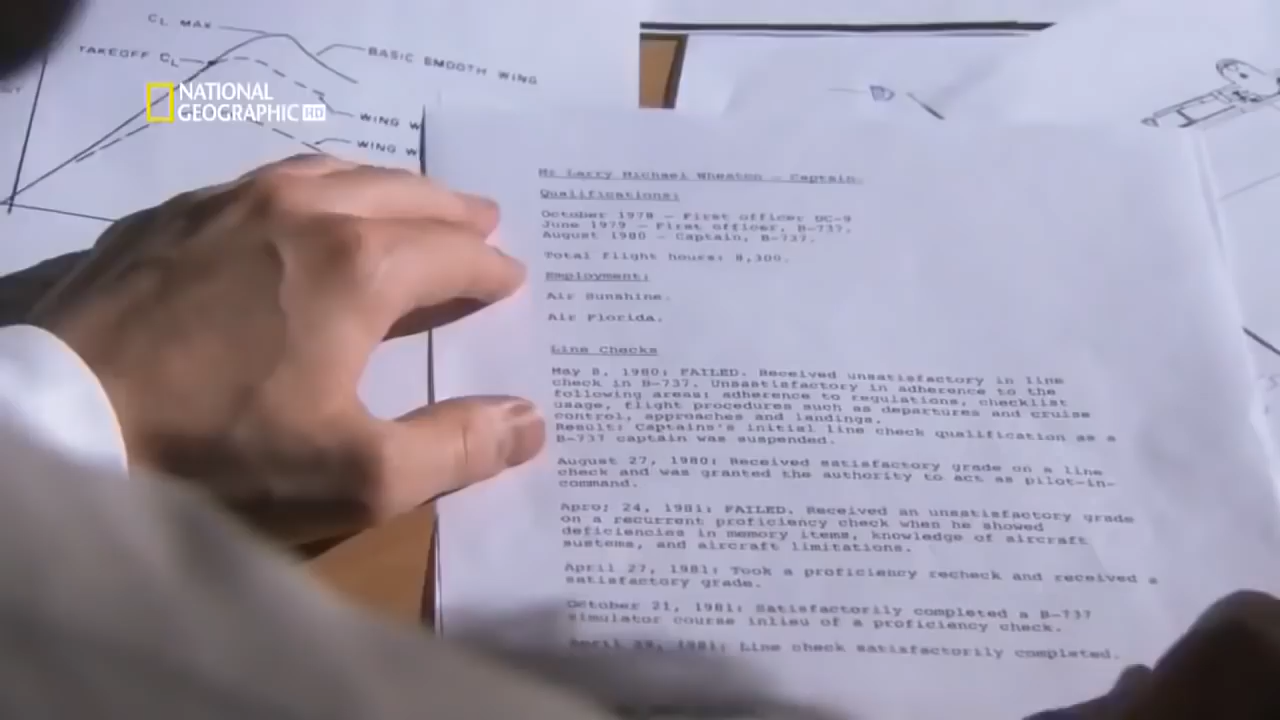 CL MAX
TAKEOFF CL
BASIC SMOOTH WING
WING W
WING W
NATIONAL
GEOGRAPHIC HD
Mr Larry Michael Wheaton – Captain.
Qualifications:
October 1978 – First officer DC-9
June 1979 – First officer, B-737.
August 1980 – Captain, B-737.
Total flight hours: 8,300.
Employment:
Air Sunshine.
Air Florida.
Line Checks
May 8, 1980: FAILED. Received unsatisfactory in line
check in B-737. Unsastisfactory in adherence to the
following areas: adherence to regulations, checklist
usage, flight procedures such as departures and cruise
control, approaches and landings.
Result: Captains's initial line check qualification as a
B-737 captain was suspended.
August 27, 1980: Received satisfactory grade on a line
check and was granted the authority to act as pilot-in-
command.
Apro; 24, 1981: FAILED. Received an unsatisfactory grade
on a recurrent proficiency check when he showed
deficiencies in memory items, knowledge of aircraft
sustems, and aircraft limitations.
April 27, 1981: Took a proficiency recheck and received a
satisfactory grade.
October 21, 1981: Satisfactorily completed a B-737
simulator course inlieu of a proficiency check.
April 29, 1981: Line check satisfactorily completed.